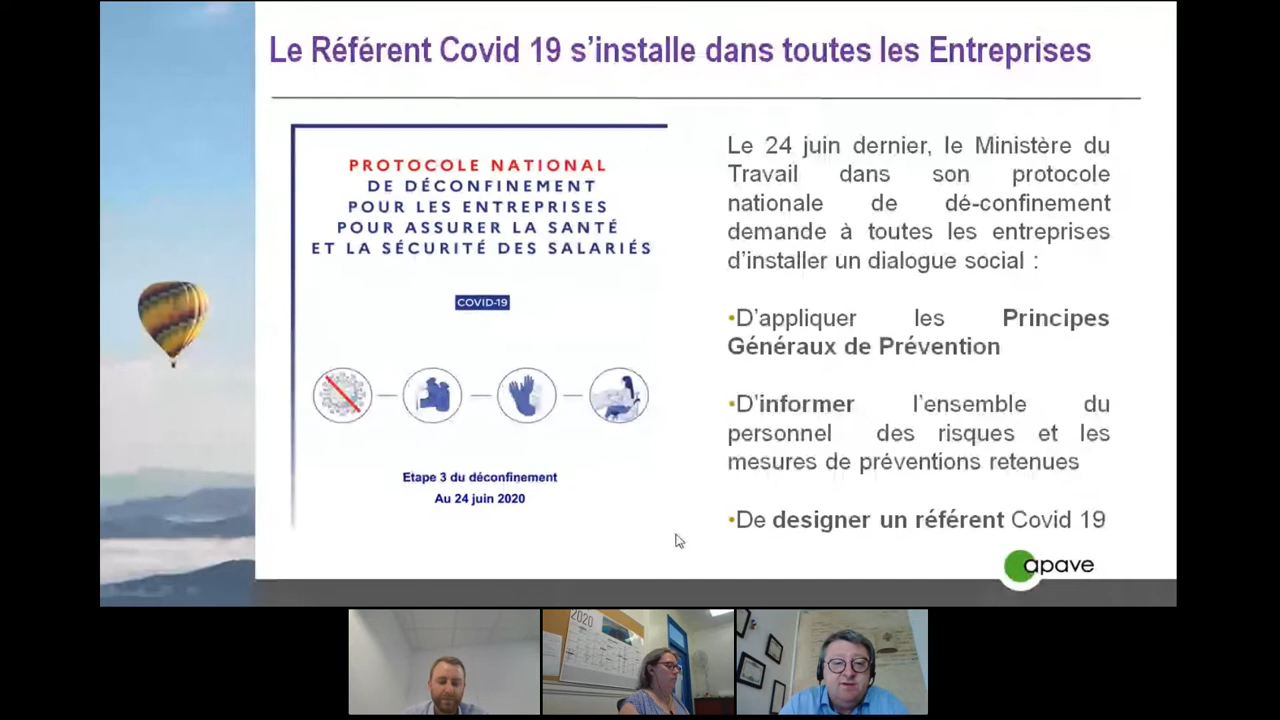 Le Référent Covid 19 s'installe dans toutes les Entreprises
PROTOCOLE NATIONAL
DE DÉCONFINEMENT
POUR LES ENTREPRISES
POUR ASSURER LA SANTÉ
ET LA SÉCURITÉ DES SALARIÉS
COVID-19
Etape 3 du déconfinement
Au 24 juin 2020
Le 24 juin dernier, le Ministère du
Travail dans son protocole
nationale de dé-confinement
demande à toutes les entreprises
d'installer un dialogue social :
•D'appliquer les Principes
Généraux de Prévention
•D'informer l'ensemble du
personnel des risques et les
mesures de préventions retenues
•De designer un référent Covid 19
apave
2020